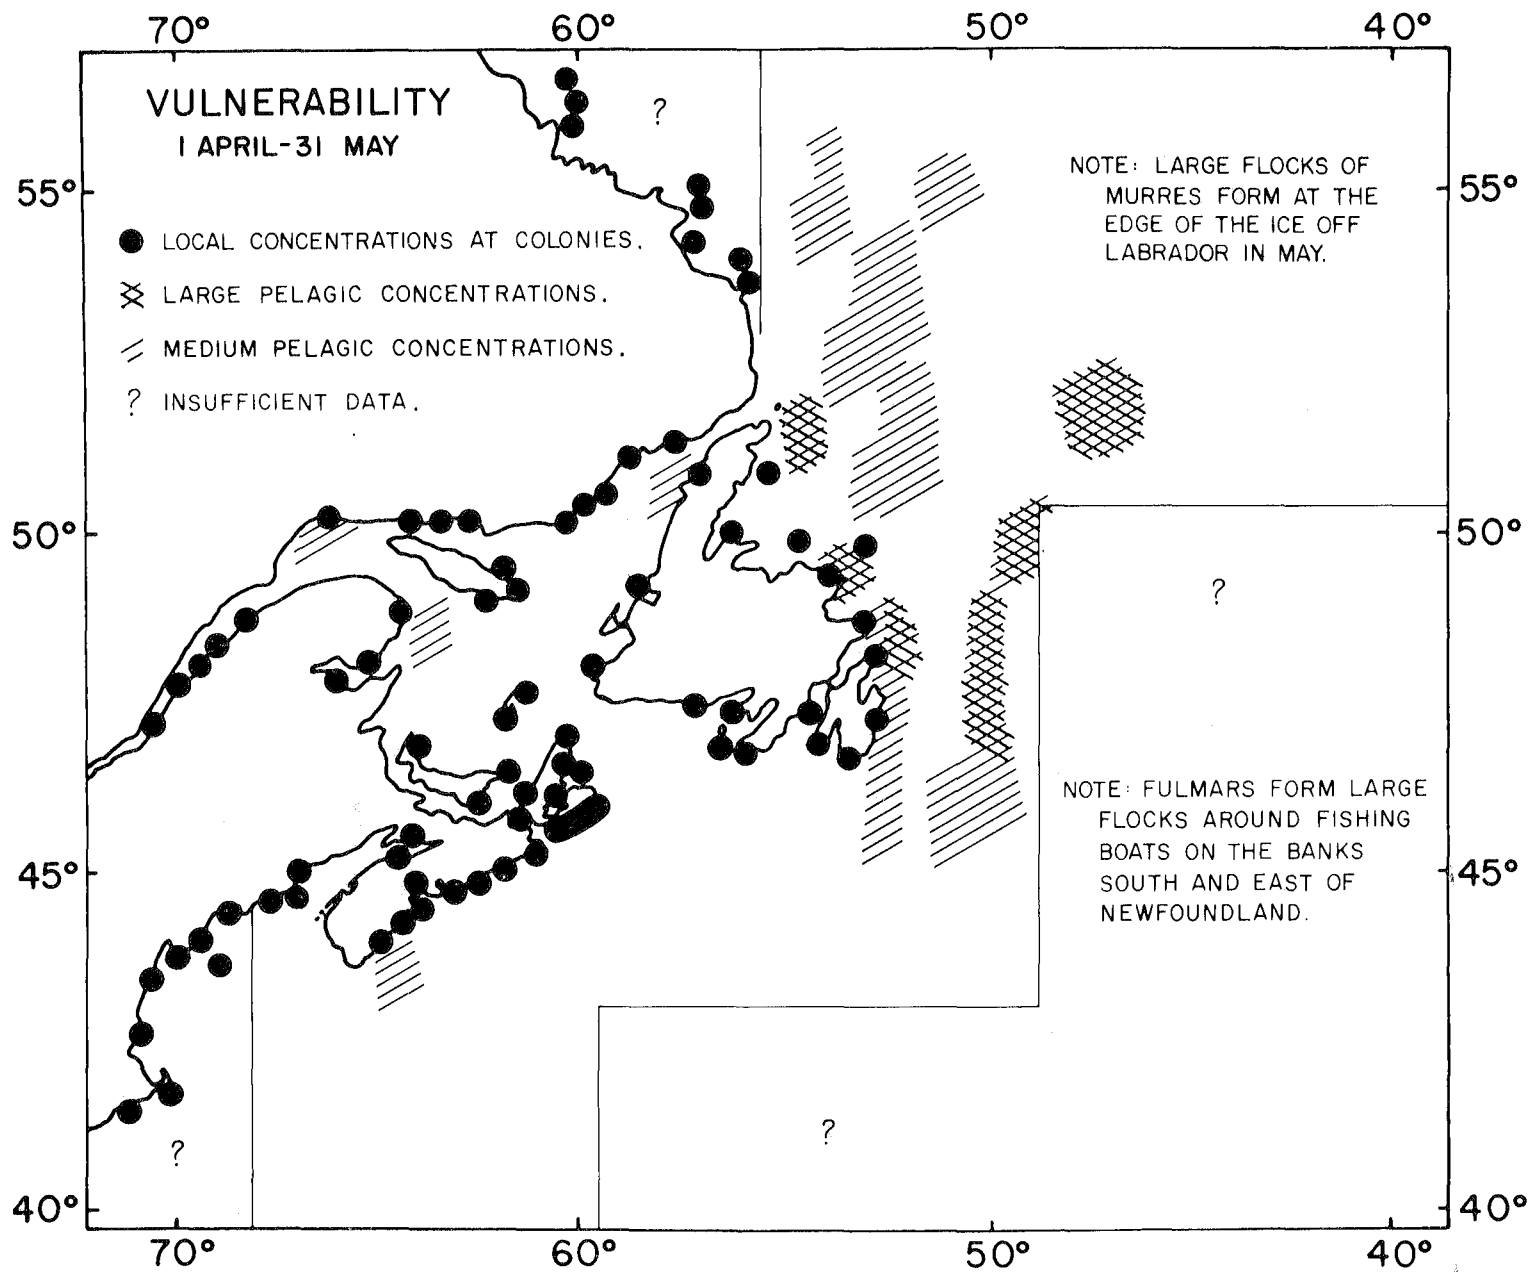 70° 60° 50° 40°
VULNERABILITY
1 APRIL-31 MAY
?
55° 55°
NOTE: LARGE FLOCKS OF
MURRES FORM AT THE
EDGE OF THE ICE OFF
LABRADOR IN MAY.
LOCAL CONCENTRATIONS AT COLONIES.
LARGE PELAGIC CONCENTRATIONS.
MEDIUM PELAGIC CONCENTRATIONS.
? INSUFFICIENT DATA.
50° 50°
?
NOTE: FULMARS FORM LARGE
FLOCKS AROUND FISHING
BOATS ON THE BANKS
SOUTH AND EAST OF
NEWFOUNDLAND.
45° 45°
?
?
40° 40°
70° 60° 50° 40°